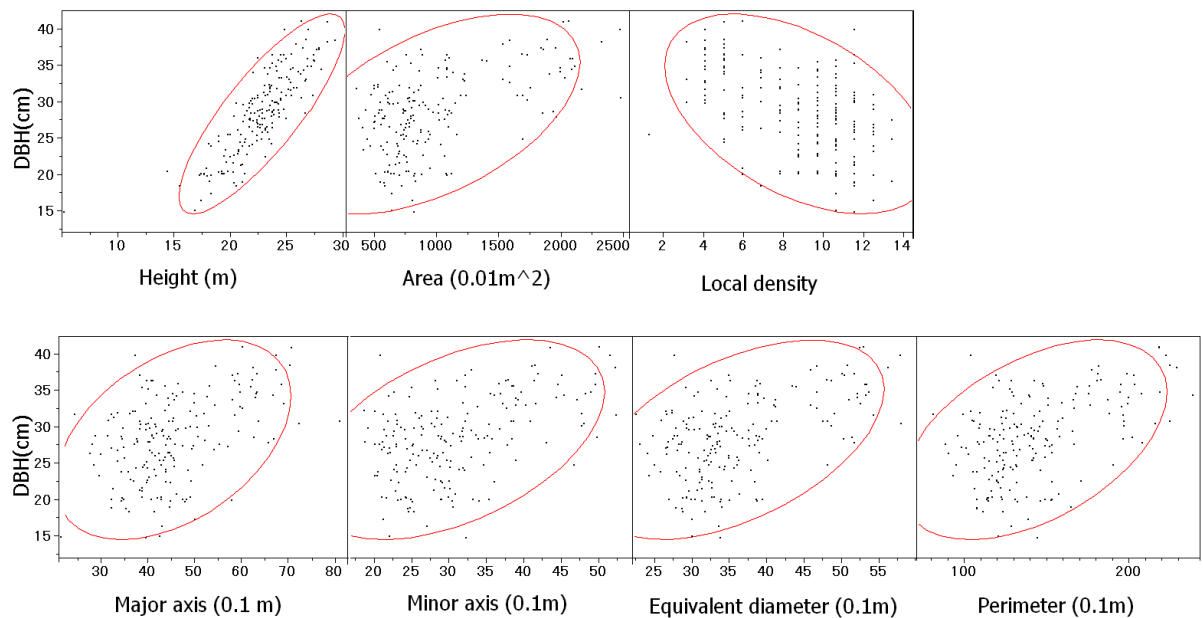 DBH(cm)
40
35
30
25
20
15
10 15 20 25 30
500 1000 1500 2000 2500
2 4 6 8 10 12 14
Height (m)
Area (0.01m^2)
Local density
DBH(cm)
40
35
30
25
20
15
30 40 50 60 70 80
20 25 30 35 40 45 50
25 30 35 40 45 50 55
100 200
Major axis (0.1 m)
Minor axis (0.1m)
Equivalent diameter (0.1m)
Perimeter (0.1m)